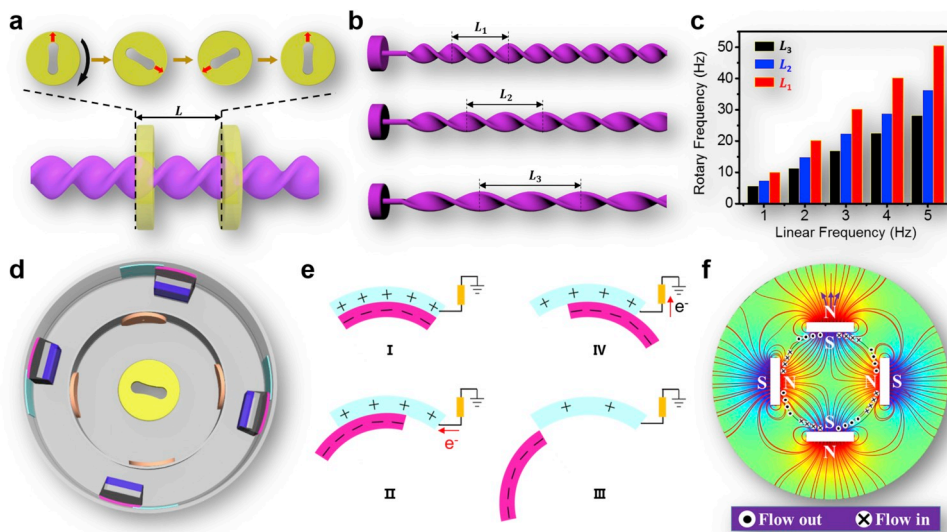 a
L
b
L₁
L₂
L₃
c
Rotary Frequency (Hz)
50
40
30
20
10
0
L₃
L₂
L₁
1 2 3 4 5
Linear Frequency (Hz)
d
e
+ + + + +
− − − − −
I
+ + + +
− − − − −
e-
IV
+ + + +
− − − − −
e-
II
+ +
− − − − −
III
f
N
S
S N N S
S
N
Flow out Flow in